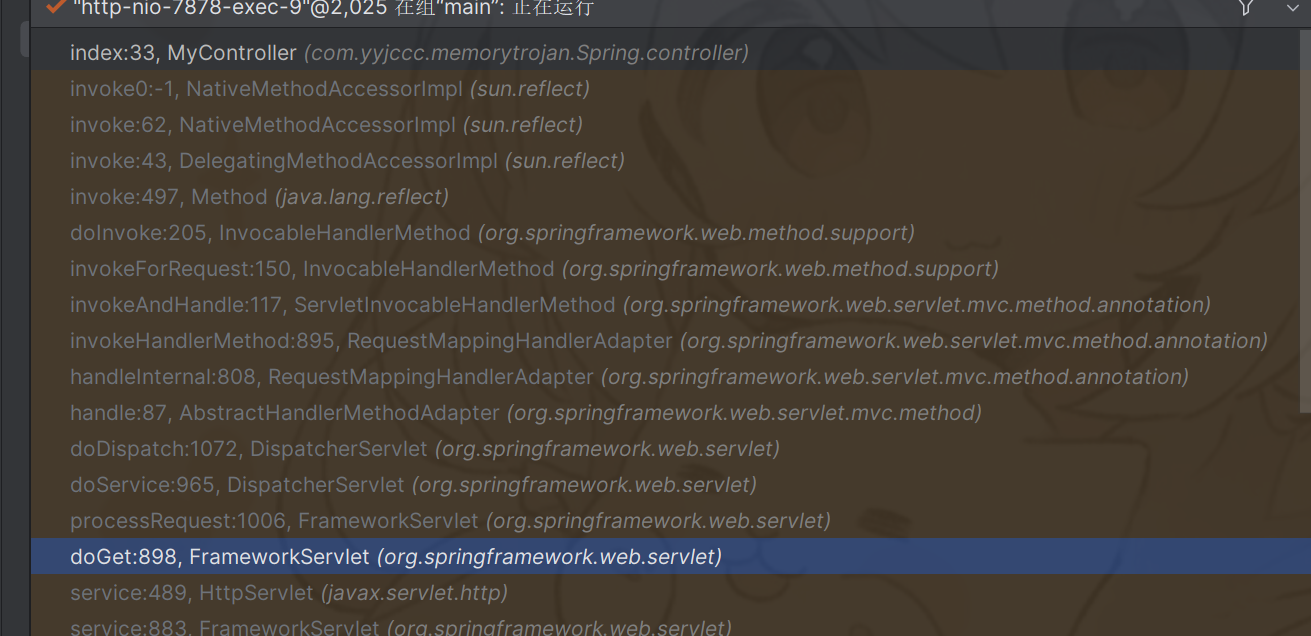 "http-nio-7878-exec-9"@2,025 在组“main”: 正在运行
index:33, MyController (com.yyjccc.memorytrojan.Spring.controller)
invoke0:-1, NativeMethodAccessorImpl (sun.reflect)
invoke:62, NativeMethodAccessorImpl (sun.reflect)
invoke:43, DelegatingMethodAccessorImpl (sun.reflect)
invoke:497, Method (java.lang.reflect)
doInvoke:205, InvocableHandlerMethod (org.springframework.web.method.support)
invokeForRequest:150, InvocableHandlerMethod (org.springframework.web.method.support)
invokeAndHandle:117, ServletInvocableHandlerMethod (org.springframework.web.servlet.mvc.method.annotation)
invokeHandlerMethod:895, RequestMappingHandlerAdapter (org.springframework.web.servlet.mvc.method.annotation)
handleInternal:808, RequestMappingHandlerAdapter (org.springframework.web.servlet.mvc.method.annotation)
handle:87, AbstractHandlerMethodAdapter (org.springframework.web.servlet.mvc.method)
doDispatch:1072, DispatcherServlet (org.springframework.web.servlet)
doService:965, DispatcherServlet (org.springframework.web.servlet)
processRequest:1006, FrameworkServlet (org.springframework.web.servlet)
doGet:898, FrameworkServlet (org.springframework.web.servlet)
service:489, HttpServlet (javax.servlet.http)
service:883, FrameworkServlet (org.springframework.web.servlet)